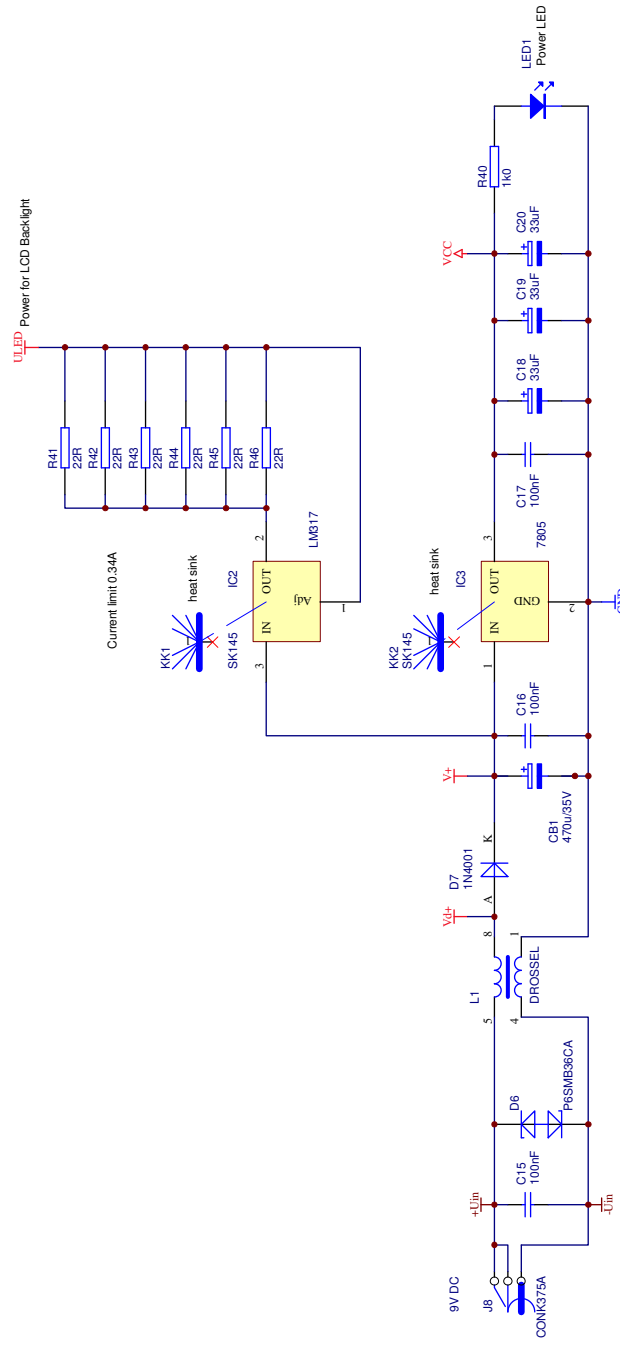 9V DC
J8
CONK375A
+Uin
-Uin
C15
100nF
D6
P6SMB36CA
L1
5
8
4
1
DROSSEL
Vd+
D7
1N4001
A
K
V+
CB1
470u/35V
C16
100nF
KK2
SK145
heat sink
IC3
7805
IN
OUT
GND
1
3
2
GND
C17
100nF
C18
33uF
C19
33uF
C20
33uF
VCC
R40
1k0
LED1
Power LED
Current limit 0.34A
KK1
SK145
heat sink
IC2
LM317
IN
OUT
Adj
3
2
1
R41
22R
R42
22R
R43
22R
R44
22R
R45
22R
R46
22R
ULED
Power for LCD Backlight